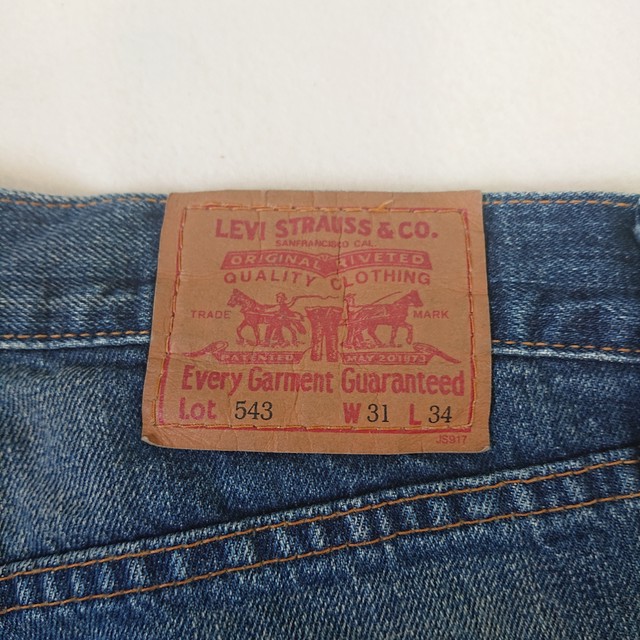 LEVI STRAUSS & CO.
SANFRANCISCO CAL.
ORIGINAL RIVETED
QUALITY CLOTHING
TRADE MARK
PATENTED MAY 20 1873
Every Garment Guaranteed
Lot 543 W 31 L 34
JS917